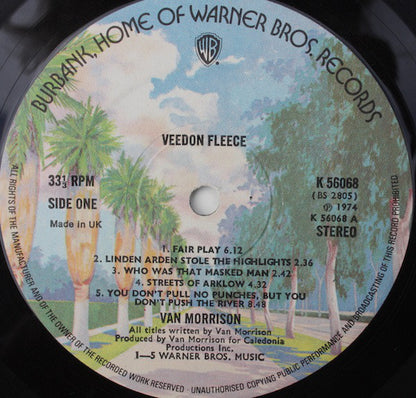 BURBANK, HOME OF WARNER BROS. RECORDS
WB
VEEDON FLEECE
33⅓ RPM
SIDE ONE
Made in UK
K 56068
(BS 2805)
℗ 1974
K 56068 A
STEREO
1. FAIR PLAY 6.12
2. LINDEN ARDEN STOLE THE HIGHLIGHTS 2.36
3. WHO WAS THAT MASKED MAN 2.42
4. STREETS OF ARKLOW 4.32
5. YOU DON'T PULL NO PUNCHES, BUT YOU
DON'T PUSH THE RIVER 8.48
VAN MORRISON
All titles written by Van Morrison
Produced by Van Morrison for Caledonia
Productions Inc.
1—5 WARNER BROS. MUSIC
ALL RIGHTS OF THE MANUFACTURER AND OF THE OWNER OF THE RECORDED WORK RESERVED · UNAUTHORISED COPYING PUBLIC PERFORMANCE AND BROADCASTING OF THIS RECORD PROHIBITED